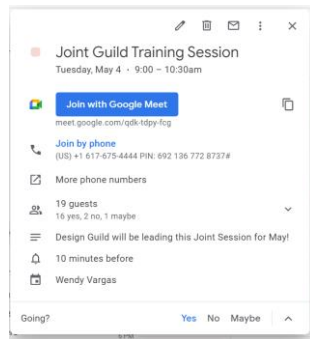 Joint Guild Training Session
Tuesday, May 4 · 9:00 – 10:30am
Join with Google Meet
meet.google.com/qdk-tdpy-fcg
Join by phone
(US) +1 617-675-4444 PIN: 692 136 772 8737#
More phone numbers
19 guests
16 yes, 2 no, 1 maybe
Design Guild will be leading this Joint Session for May!
10 minutes before
Wendy Vargas
Going? Yes No Maybe